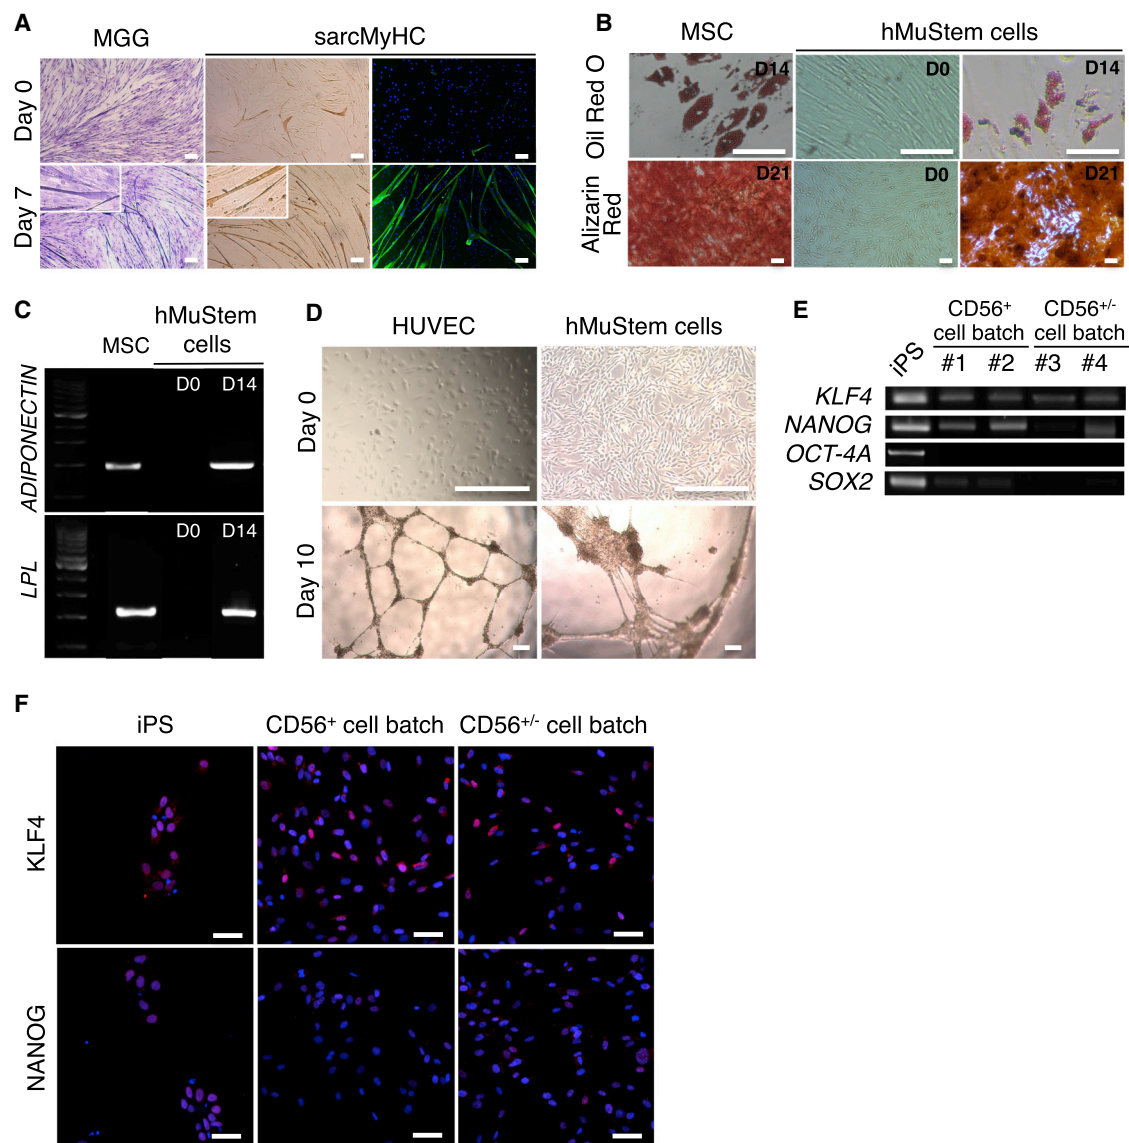 A
MGG
sarcMyHC
Day 0
Day 7
B
MSC
hMuStem cells
Oil Red O
D14
D0
D14
Alizarin
Red
D21
D0
D21
C
MSC
hMuStem
cells
ADIPONECTIN
D0
D14
LPL
D0
D14
D
HUVEC
hMuStem cells
Day 0
Day 10
E
iPS
CD56+
cell batch
CD56+/-
cell batch
#1
#2
#3
#4
KLF4
NANOG
OCT-4A
SOX2
F
iPS
CD56+ cell batch
CD56+/- cell batch
KLF4
NANOG